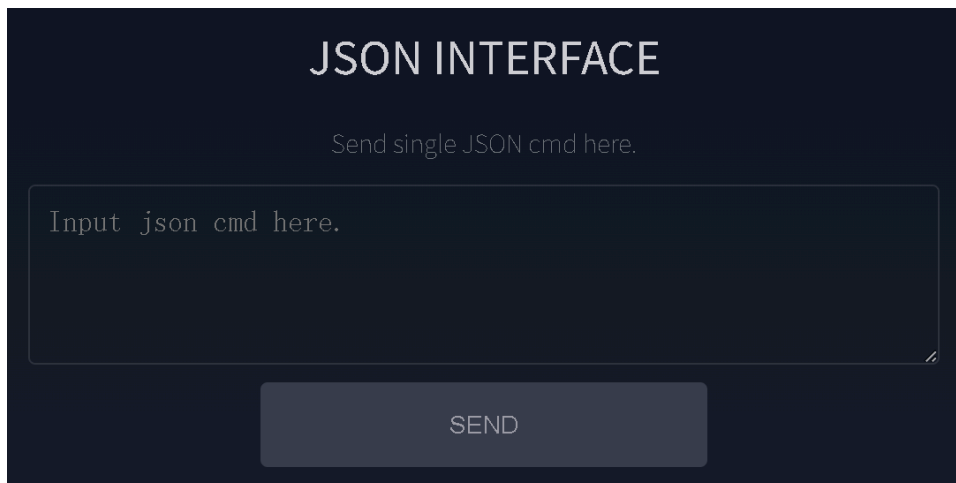 JSON INTERFACE
Send single JSON cmd here.
Input json cmd here.
SEND